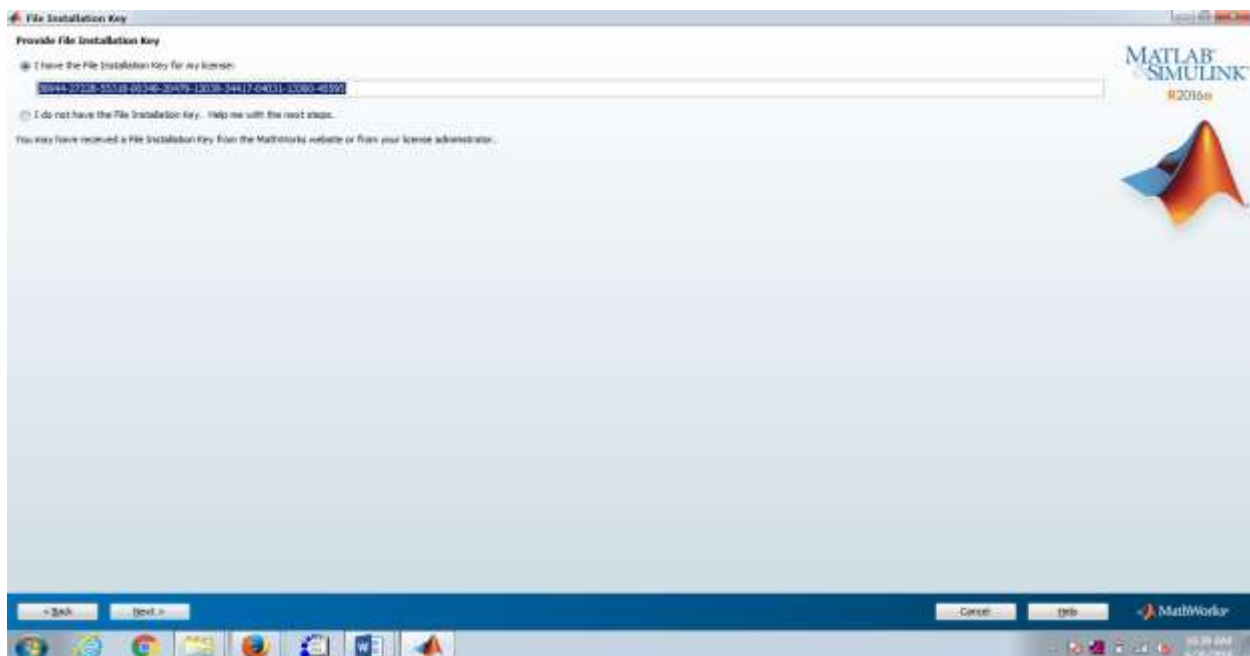 File Installation Key
Provide File Installation Key
I have the File Installation Key for my license:
I do not have the File Installation Key. Help me with the next steps.
You may have received a File Installation Key from the MathWorks website or from your license administrator.
MATLAB
SIMULINK
R2016a
< Back
Next >
Cancel
Help
MathWorks